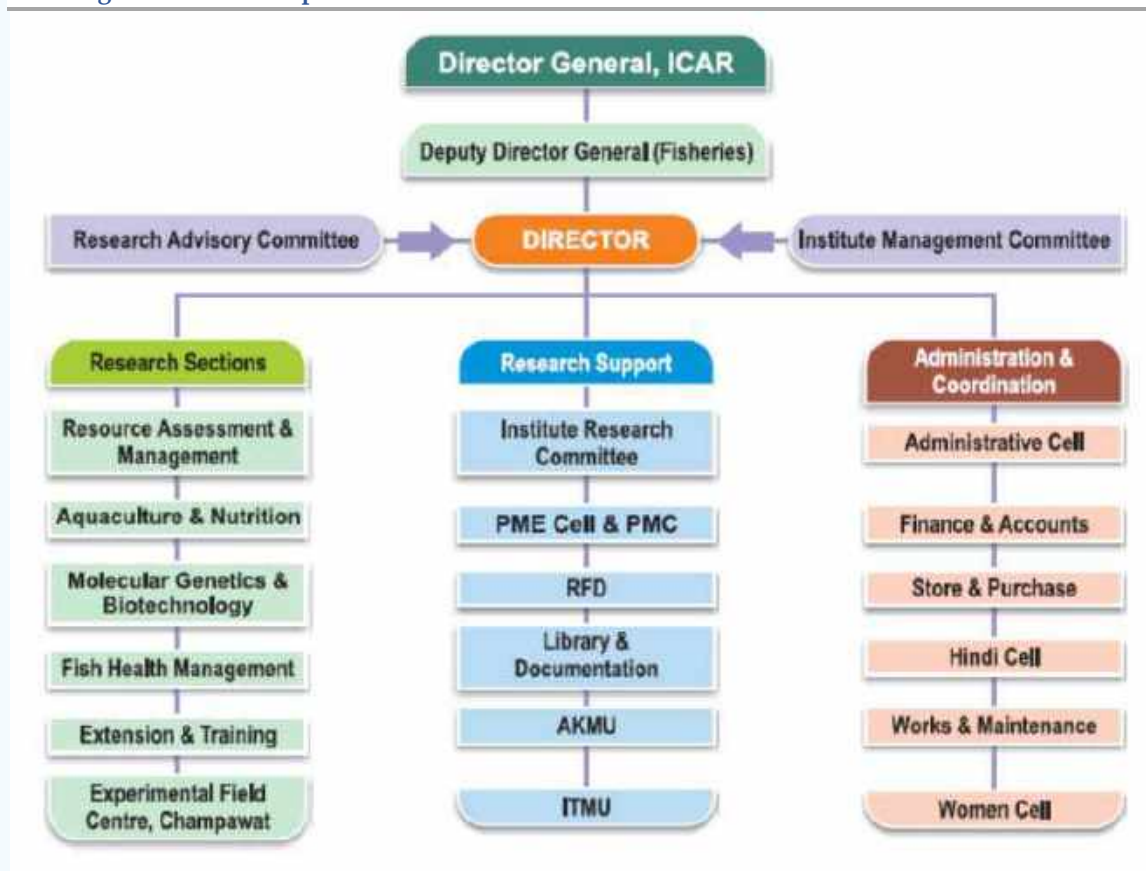 Director General, ICAR
Deputy Director General (Fisheries)
Research Advisory Committee
DIRECTOR
Institute Management Committee
Research Sections
Resource Assessment &
Management
Aquaculture & Nutrition
Molecular Genetics &
Biotechnology
Fish Health Management
Extension & Training
Experimental Field
Centre, Champawat
Research Support
Institute Research
Committee
PME Cell & PMC
RFD
Library &
Documentation
AKMU
ITMU
Administration &
Coordination
Administrative Cell
Finance & Accounts
Store & Purchase
Hindi Cell
Works & Maintenance
Women Cell